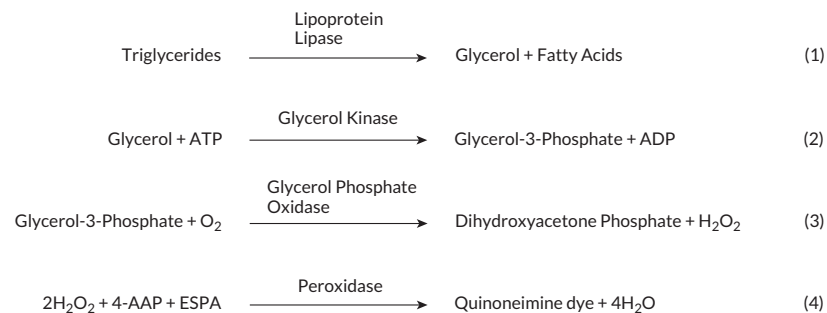 Lipoprotein
Lipase
Triglycerides Glycerol + Fatty Acids (1)
Glycerol Kinase
Glycerol + ATP Glycerol-3-Phosphate + ADP (2)
Glycerol Phosphate
Oxidase
Glycerol-3-Phosphate + O₂ Dihydroxyacetone Phosphate + H₂O₂ (3)
Peroxidase
2H₂O₂ + 4-AAP + ESPA Quinoneimine dye + 4H₂O (4)